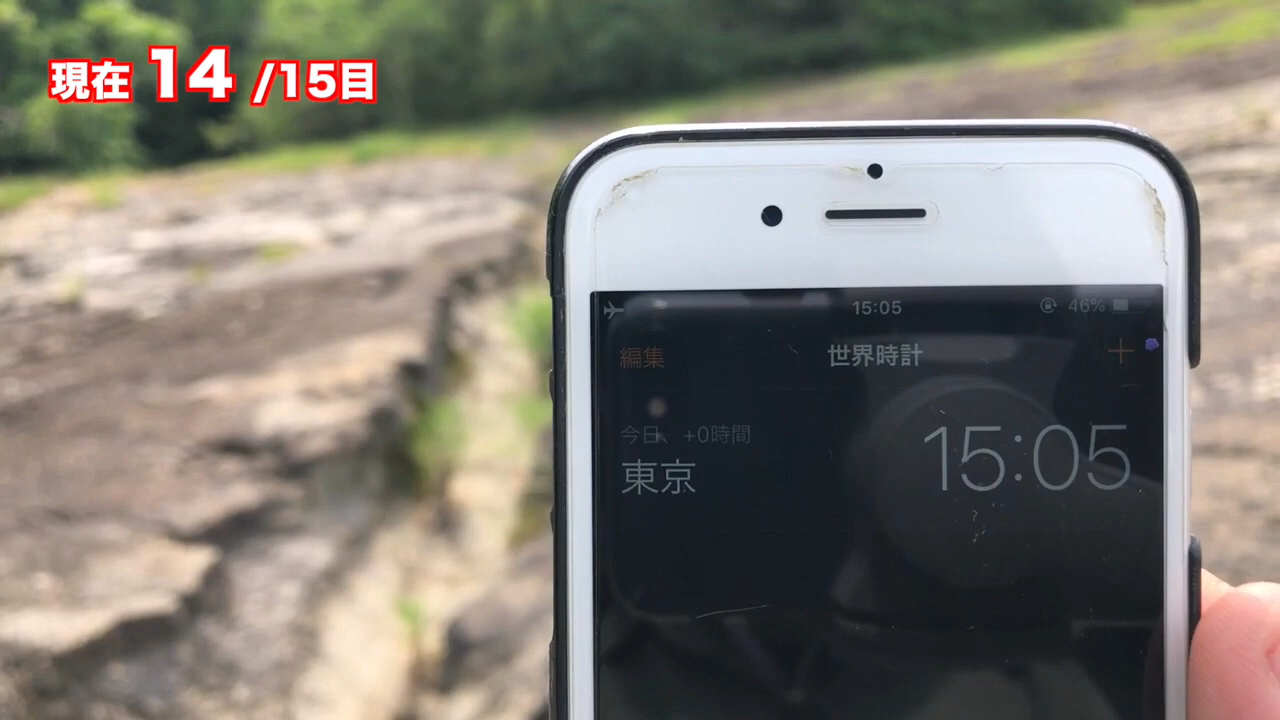 現在 14 /15目
15:05 46%
編集 世界時計 +
今日、+0時間
東京 15:05